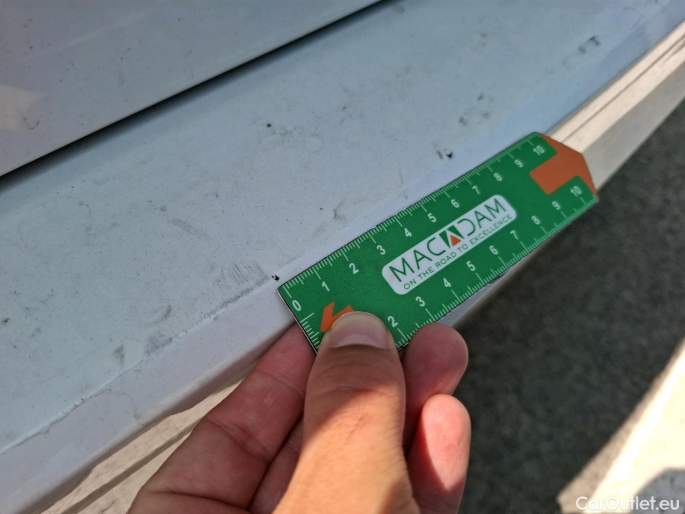 0 1 2 3 4 5 6 7 8 9 10
MACADAM
ON THE ROAD TO EXCELLENCE
2 3 4 5 6 7 8 9 10
CarOutlet.eu